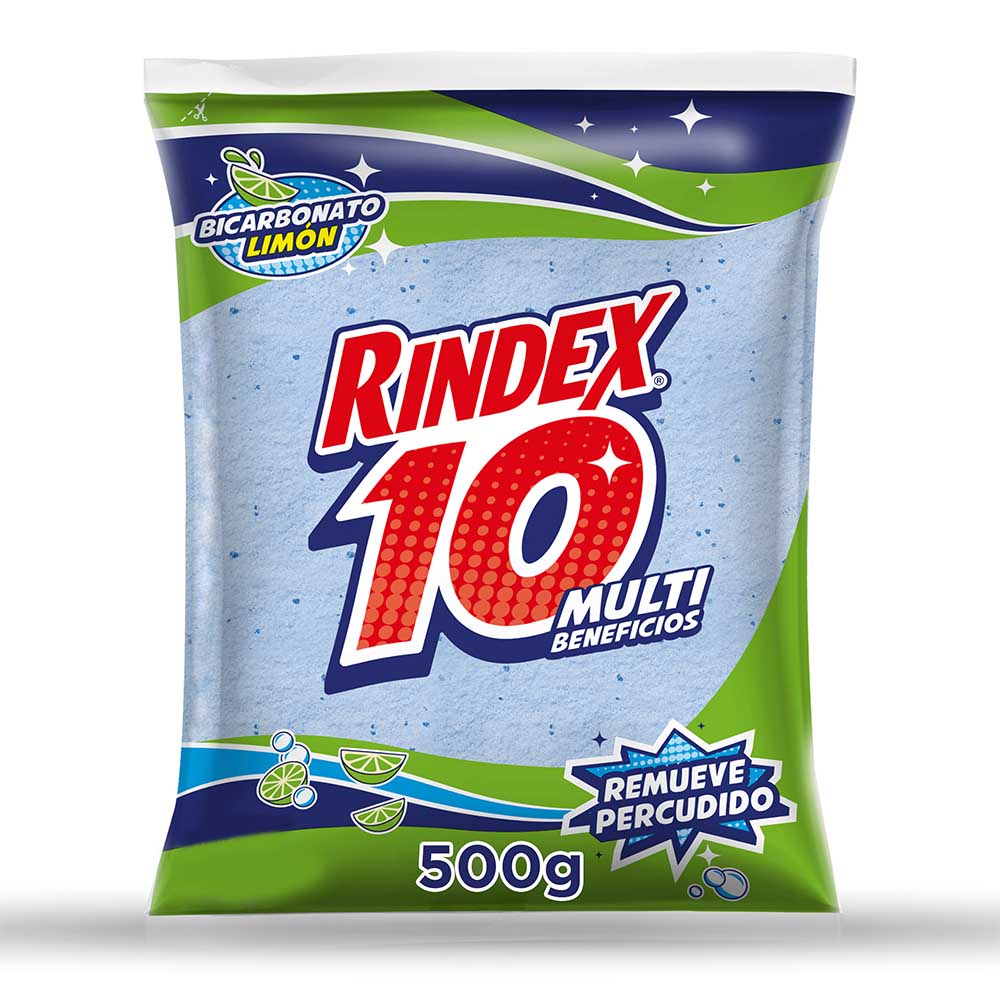 BICARBONATO
LIMÓN
RINDEX®
10
MULTI
BENEFICIOS
REMUEVE
PERCUDIDO
500g